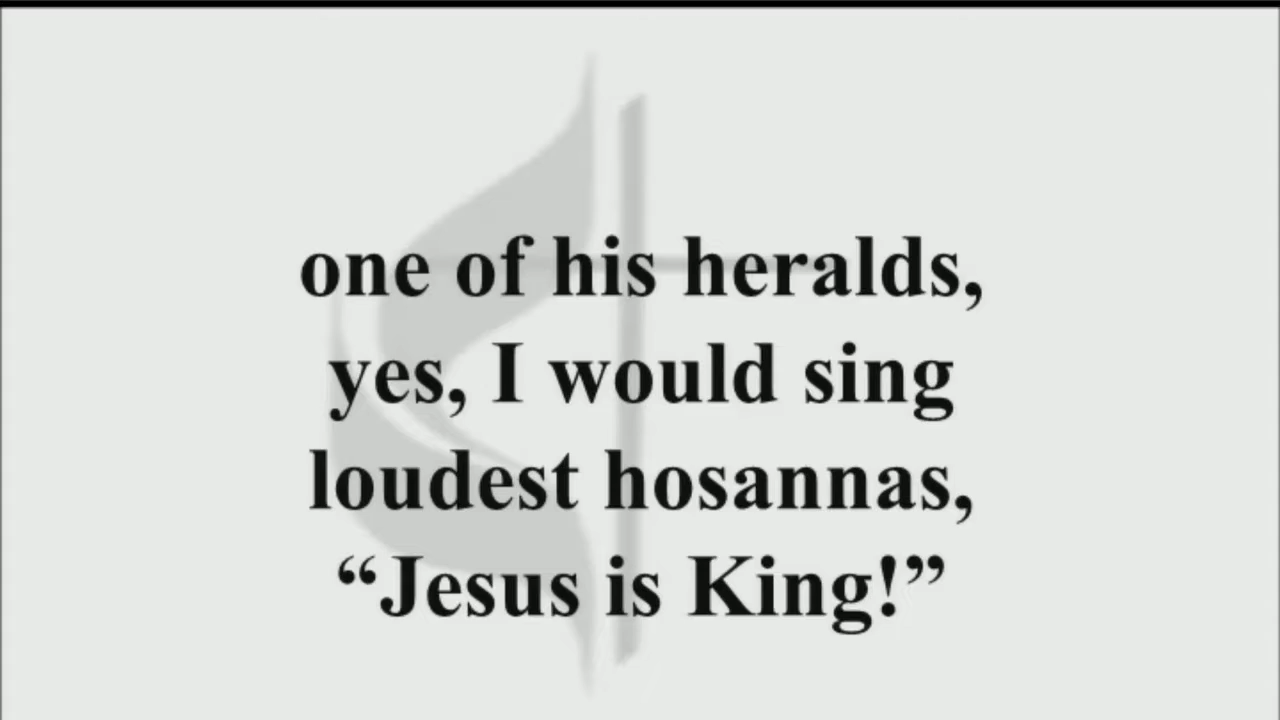 one of his heralds,
yes, I would sing
loudest hosannas,
“Jesus is King!”